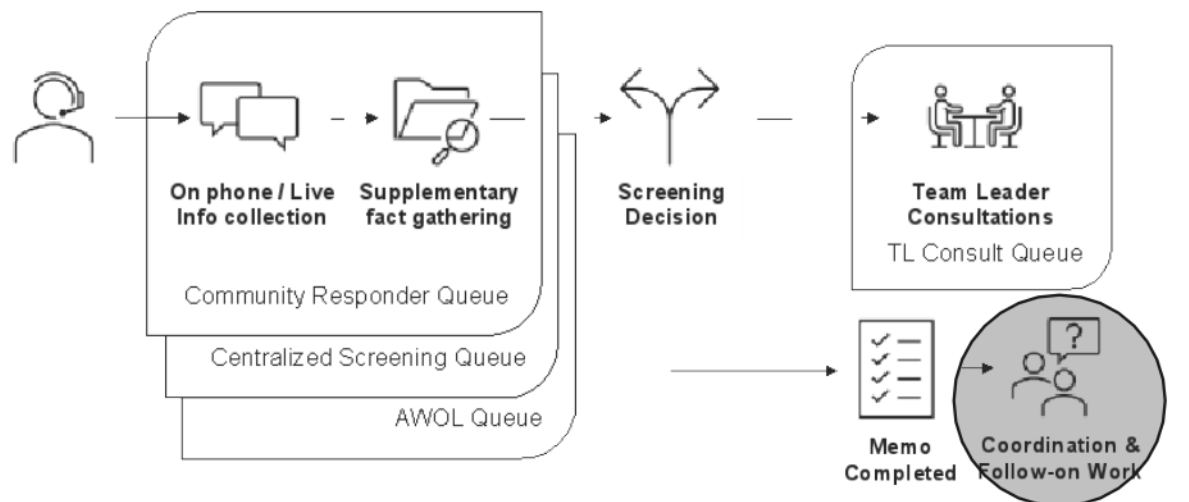 On phone / Live
Info collection
Supplementary
fact gathering
Screening
Decision
Team Leader
Consultations
TL Consult Queue
Community Responder Queue
Centralized Screening Queue
AWOL Queue
?
Memo
Completed
Coordination &
Follow-on Work